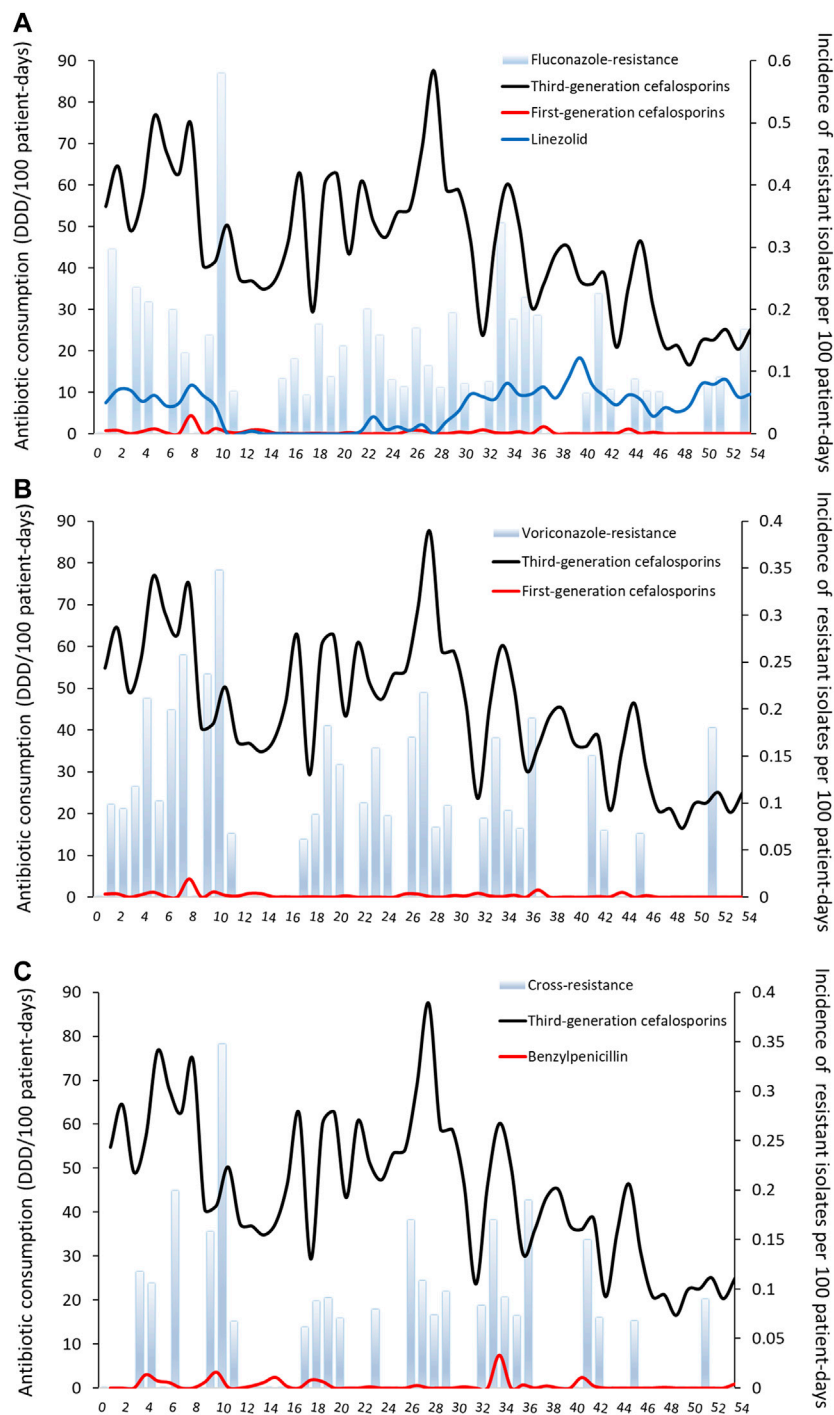 A
Antibiotic consumption (DDD/100 patient-days)
90
80
70
60
50
40
30
20
10
0
Fluconazole-resistance
Third-generation cefalosporins
First-generation cefalosporins
Linezolid
0.6
0.5
0.4
0.3
0.2
0.1
0
Incidence of resistant isolates per 100 patient-days
0 2 4 6 8 10 12 14 16 18 20 22 24 26 28 30 32 34 36 38 40 42 44 46 48 50 52 54
B
Antibiotic consumption (DDD/100 patient-days)
90
80
70
60
50
40
30
20
10
0
Voriconazole-resistance
Third-generation cefalosporins
First-generation cefalosporins
0.4
0.35
0.3
0.25
0.2
0.15
0.1
0.05
0
Incidence of resistant isolates per 100 patient-days
0 2 4 6 8 10 12 14 16 18 20 22 24 26 28 30 32 34 36 38 40 42 44 46 48 50 52 54
C
Antibiotic consumption (DDD/100 patient-days)
90
80
70
60
50
40
30
20
10
0
Cross-resistance
Third-generation cefalosporins
Benzylpenicillin
0.4
0.35
0.3
0.25
0.2
0.15
0.1
0.05
0
Incidence of resistant isolates per 100 patient-days
0 2 4 6 8 10 12 14 16 18 20 22 24 26 28 30 32 34 36 38 40 42 44 46 48 50 52 54